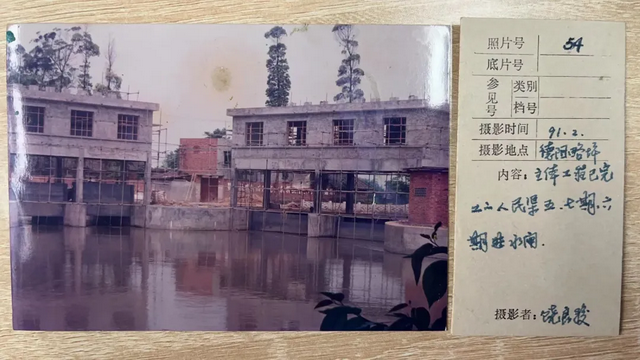 照片号 54
底片号
参见号 类别
档号
摄影时间 91.2.
摄影地点 德阳略坪
内容: 主体工程已完
工的人民渠五.七期.六
期进水闸.
摄影者: 饶良